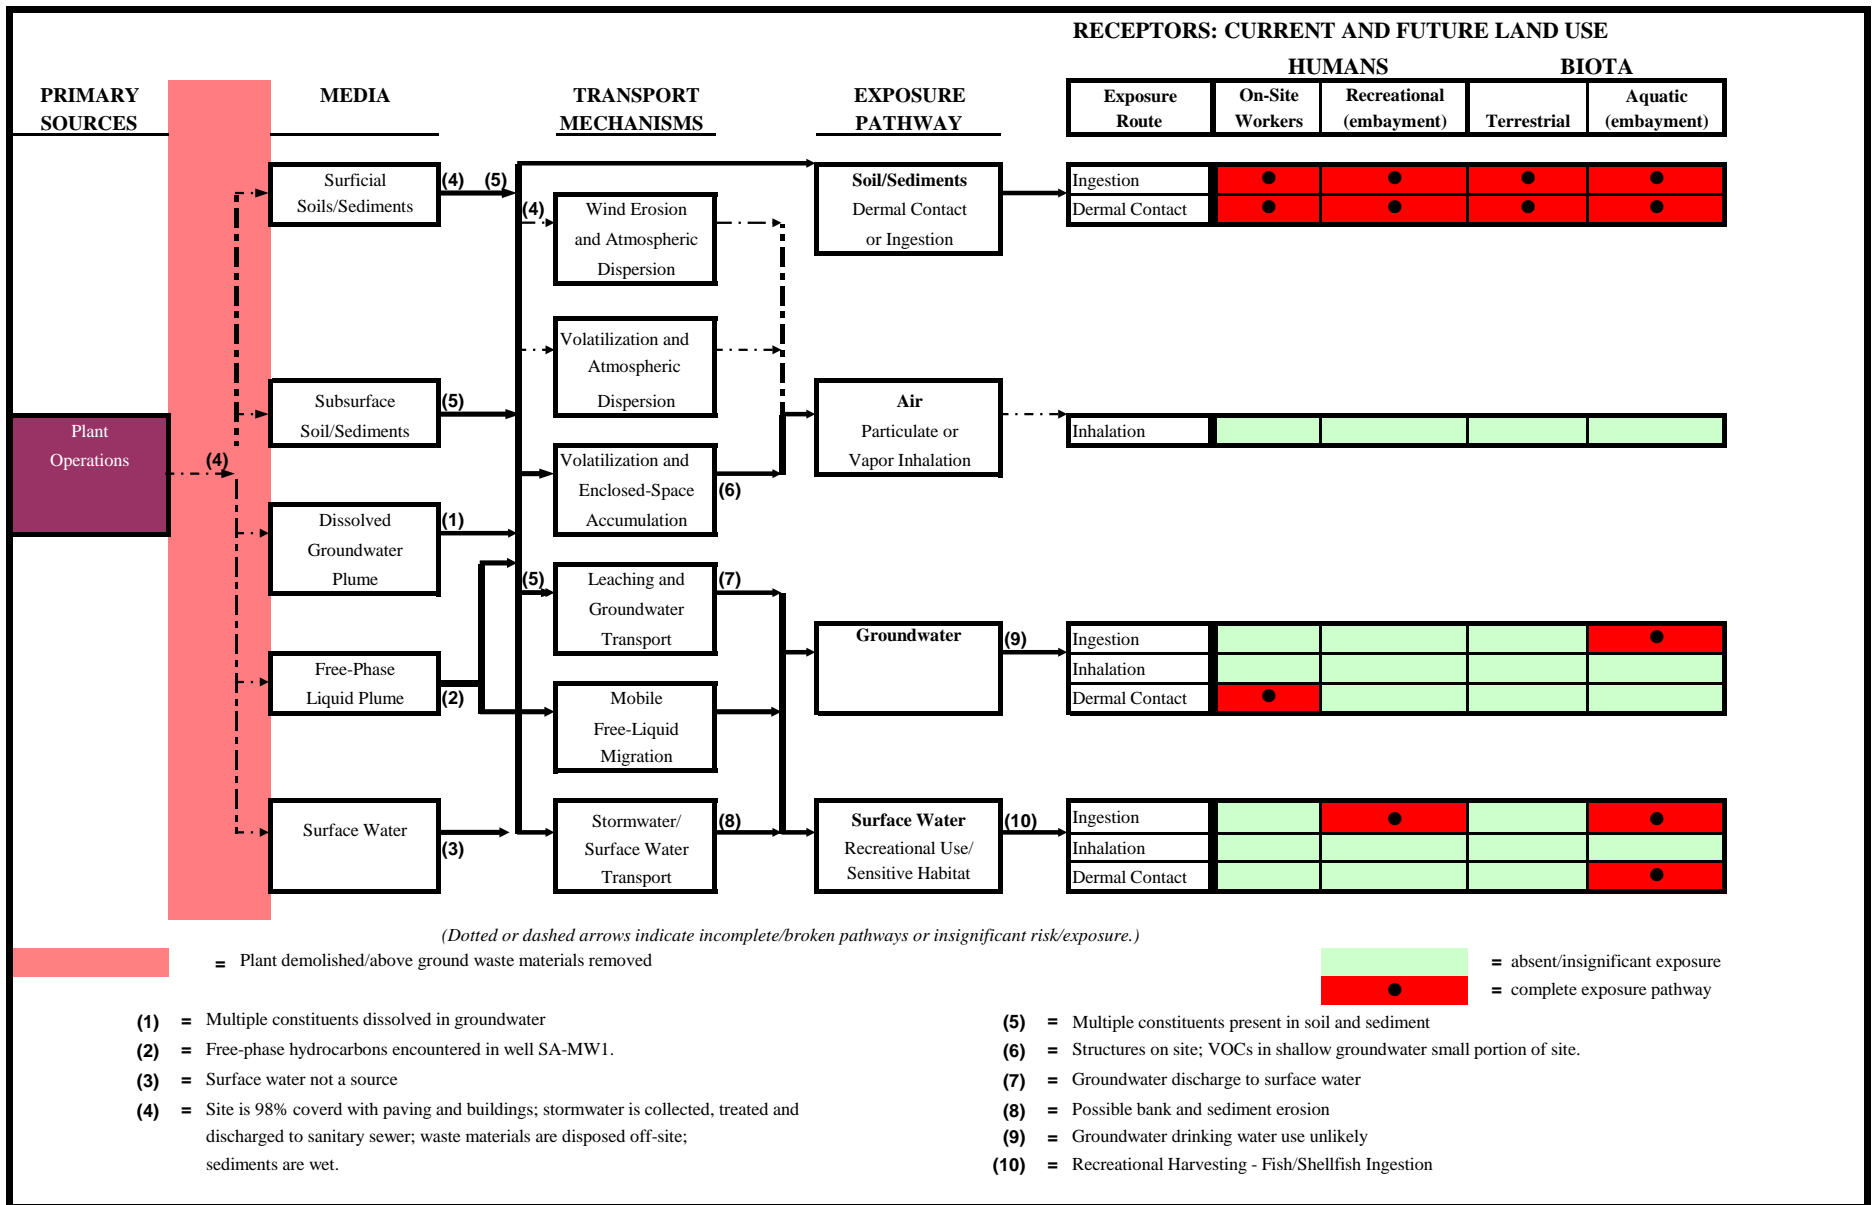 RECEPTORS: CURRENT AND FUTURE LAND USE
HUMANS
BIOTA
PRIMARY
SOURCES
MEDIA
TRANSPORT
MECHANISMS
EXPOSURE
PATHWAY
Exposure
Route
On-Site
Workers
Recreational
(embayment)
Terrestrial
Aquatic
(embayment)
Plant
Operations
(4)
Surficial
Soils/Sediments
(4)
(5)
Subsurface
Soil/Sediments
(5)
Dissolved
Groundwater
Plume
(1)
Free-Phase
Liquid Plume
(2)
Surface Water
(3)
(4)
Wind Erosion
and Atmospheric
Dispersion
Volatilization and
Atmospheric
Dispersion
Volatilization and
Enclosed-Space
Accumulation
(6)
(5)
Leaching and
Groundwater
Transport
(7)
Mobile
Free-Liquid
Migration
Stormwater/
Surface Water
Transport
(8)
Soil/Sediments
Dermal Contact
or Ingestion
Air
Particulate or
Vapor Inhalation
Groundwater
(9)
Surface Water
Recreational Use/
Sensitive Habitat
(10)
Ingestion
Dermal Contact
Inhalation
Ingestion
Inhalation
Dermal Contact
Ingestion
Inhalation
Dermal Contact
(Dotted or dashed arrows indicate incomplete/broken pathways or insignificant risk/exposure.)
= Plant demolished/above ground waste materials removed
= absent/insignificant exposure
= complete exposure pathway
(1) = Multiple constituents dissolved in groundwater
(2) = Free-phase hydrocarbons encountered in well SA-MW1.
(3) = Surface water not a source
(4) = Site is 98% coverd with paving and buildings; stormwater is collected, treated and
discharged to sanitary sewer; waste materials are disposed off-site;
sediments are wet.
(5) = Multiple constituents present in soil and sediment
(6) = Structures on site; VOCs in shallow groundwater small portion of site.
(7) = Groundwater discharge to surface water
(8) = Possible bank and sediment erosion
(9) = Groundwater drinking water use unlikely
(10) = Recreational Harvesting - Fish/Shellfish Ingestion